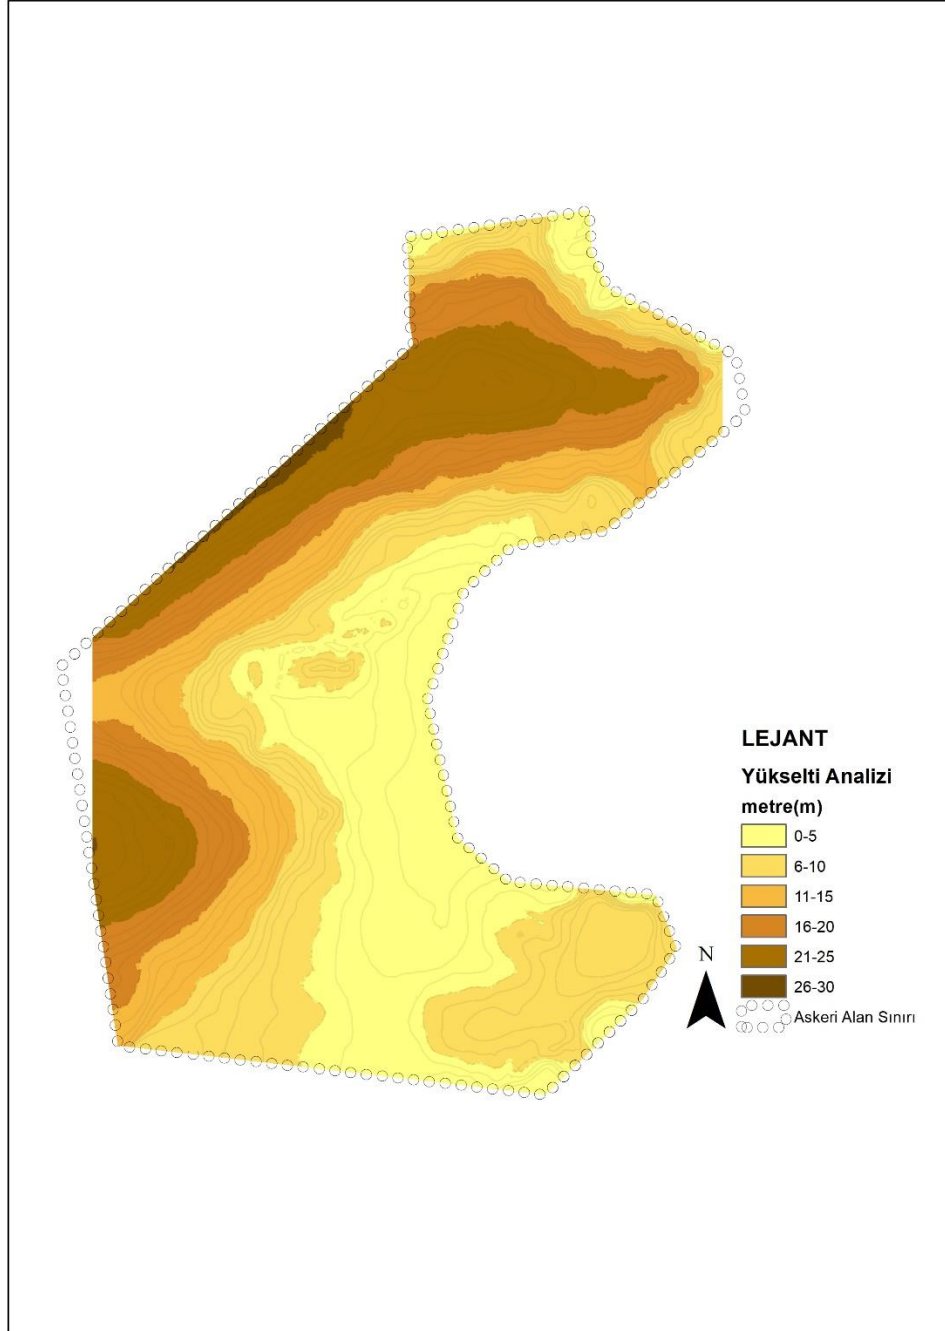 LEJANT
Yükselti Analizi
metre(m)
0-5
6-10
11-15
16-20
21-25
26-30
Askeri Alan Sınırı
N